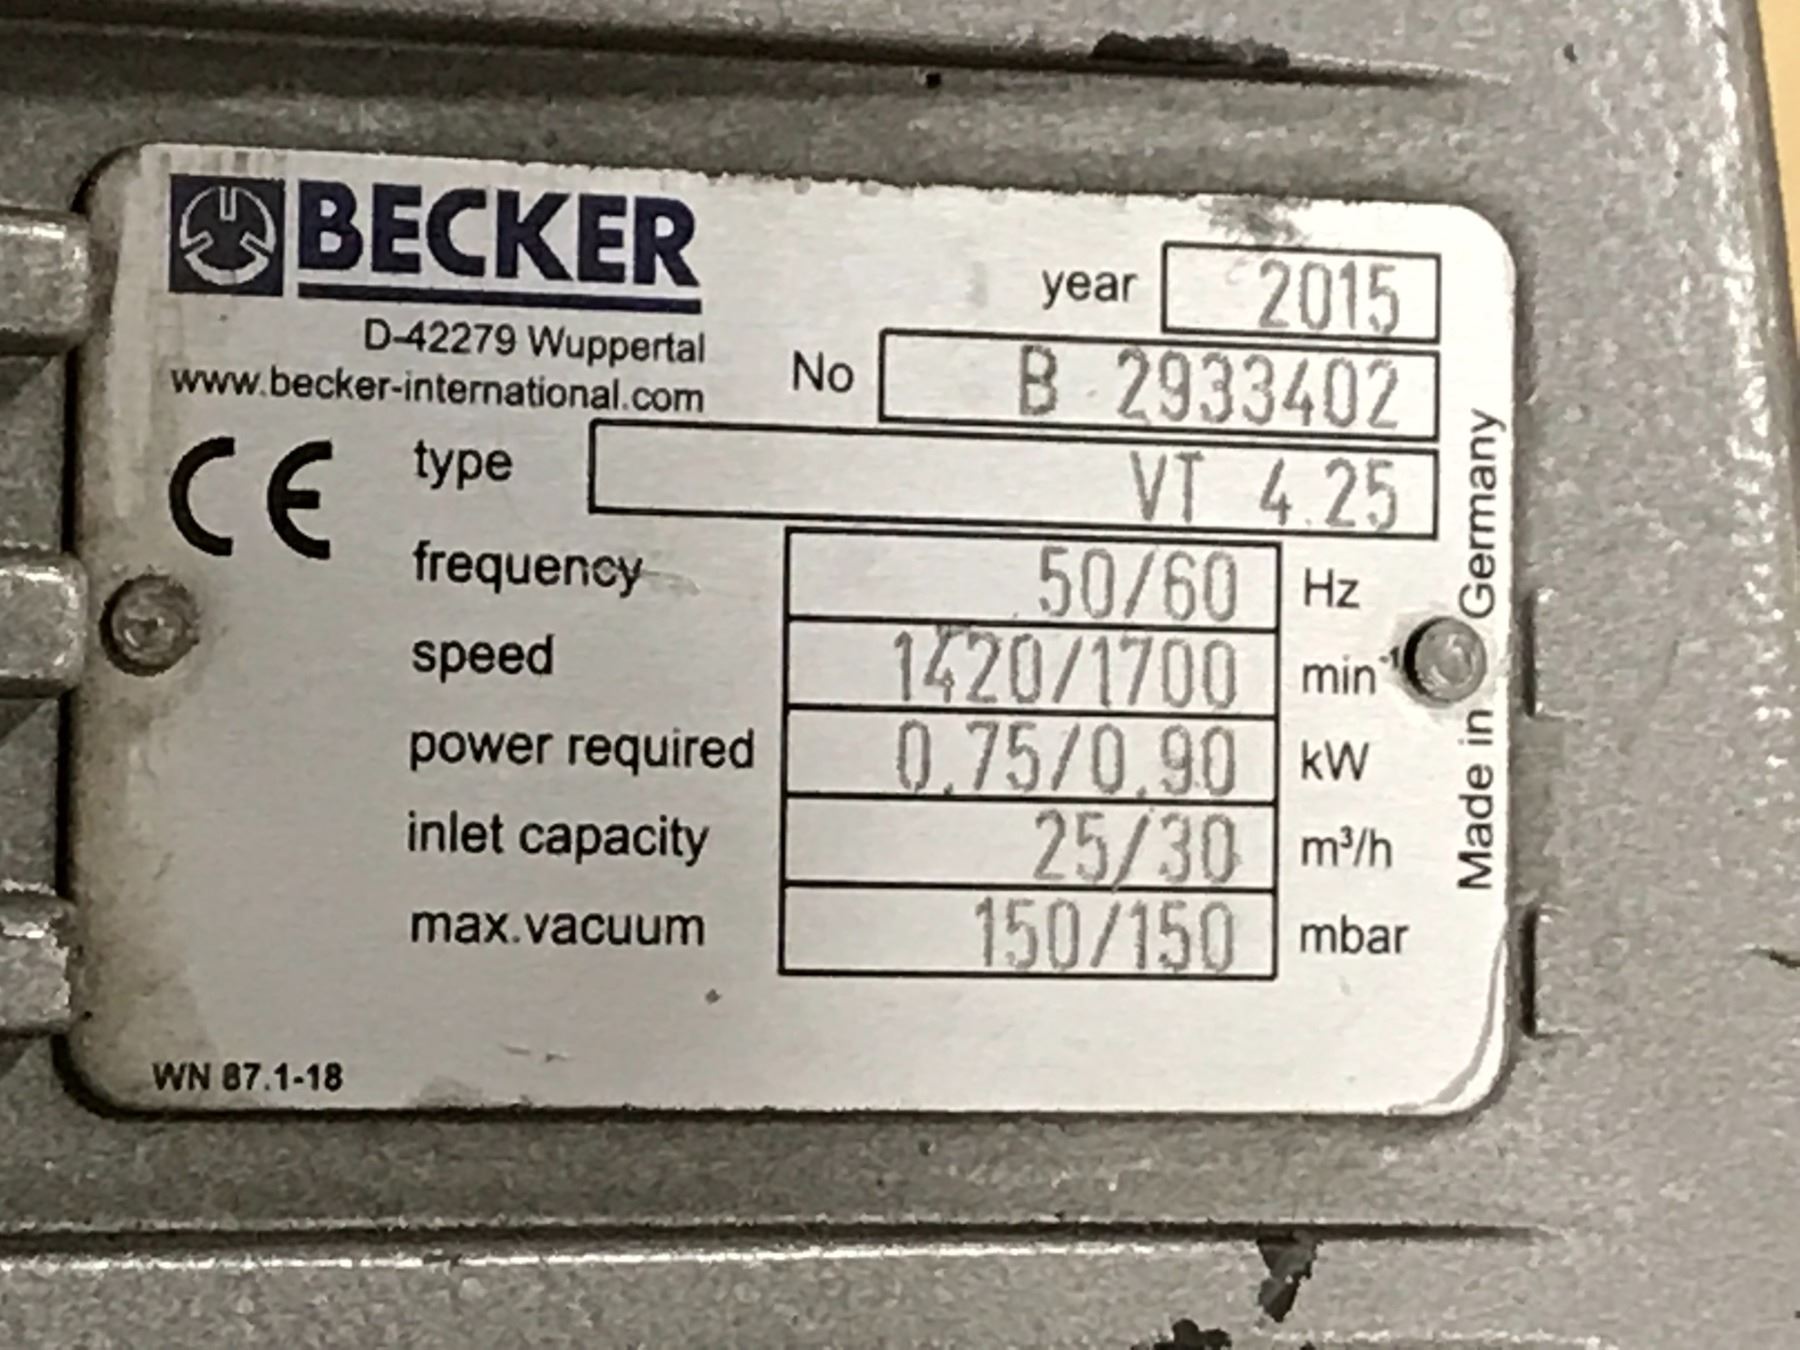 BECKER
D-42279 Wuppertal
www.becker-international.com
year 2015
No B 2933402
CE type VT 4.25
frequency 50/60 Hz
speed 1420/1700 min-¹
power required 0.75/0.90 kW
inlet capacity 25/30 m³/h
max.vacuum 150/150 mbar
Made in Germany
WN 87.1-18